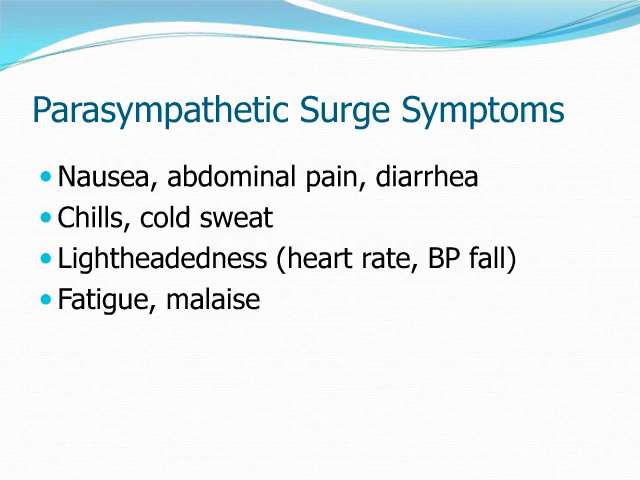 Parasympathetic Surge Symptoms
• Nausea, abdominal pain, diarrhea
• Chills, cold sweat
• Lightheadedness (heart rate, BP fall)
• Fatigue, malaise